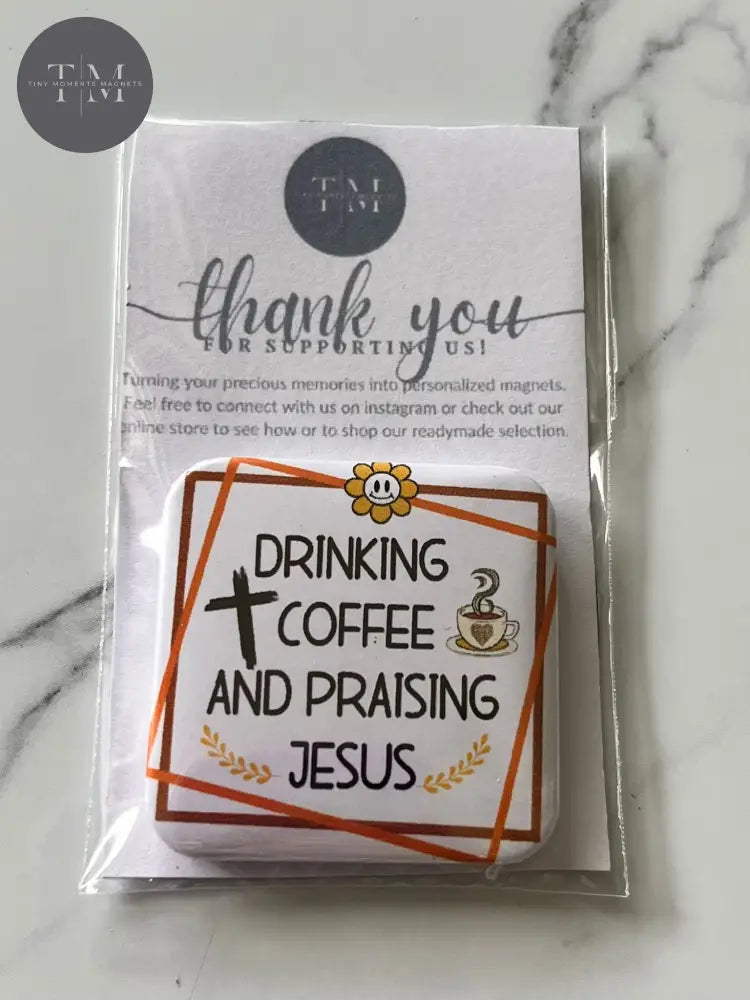 T M
TINY MOMENTS MAGNETS
T M
thank you
FOR SUPPORTING US!
Turning your precious memories into personalized magnets.
Feel free to connect with us on instagram or check out our
online store to see how or to shop our readymade selection.
DRINKING
COFFEE
AND PRAISING
JESUS